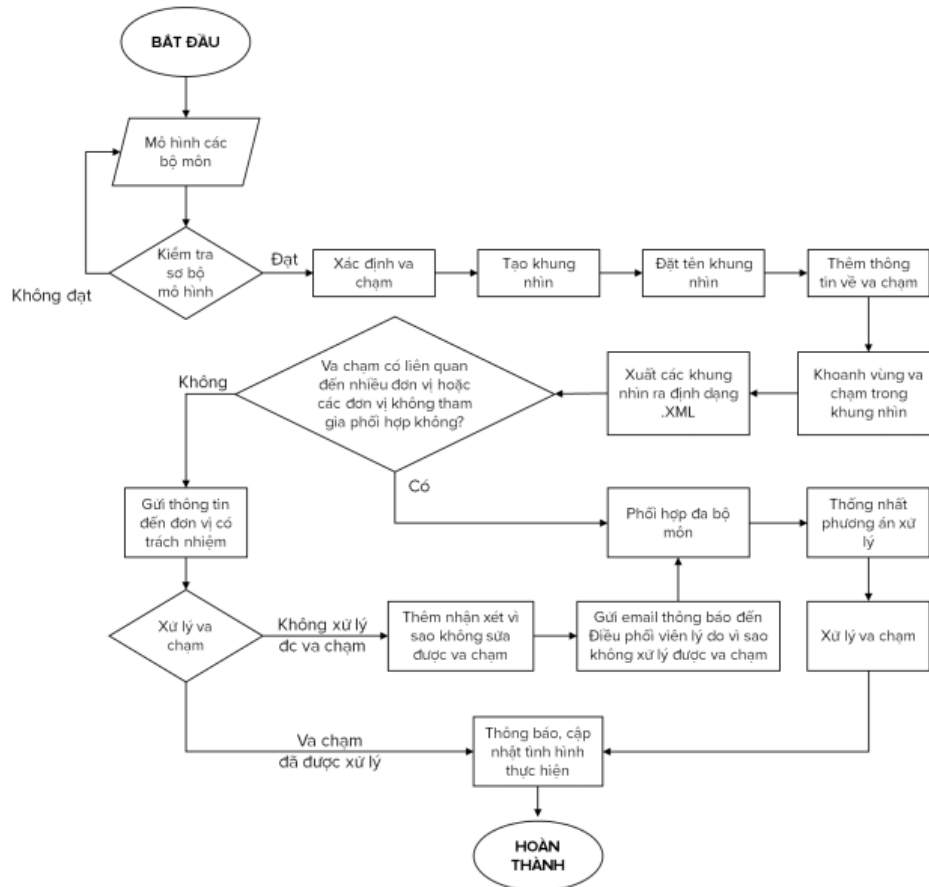 BẮT ĐẦU
Mô hình các
bộ môn
Kiểm tra
sơ bộ
mô hình
Đạt
Không đạt
Xác định va
chạm
Tạo khung
nhìn
Đặt tên khung
nhìn
Thêm thông
tin về va chạm
Khoanh vùng va
chạm trong
khung nhìn
Xuất các khung
nhìn ra định dạng
.XML
Va chạm có liên quan
đến nhiều đơn vị hoặc
các đơn vị không tham
gia phối hợp không?
Không
Có
Gửi thông tin
đến đơn vị có
trách nhiệm
Phối hợp đa bộ
môn
Thống nhất
phương án xử
lý
Xử lý va
chạm
Không xử lý
đc va chạm
Thêm nhận xét vì
sao không sửa
được va chạm
Gửi email thông báo đến
Điều phối viên lý do vì sao
không xử lý được va chạm
Xử lý va chạm
Va chạm
đã được xử lý
Thông báo, cập
nhật tình hình
thực hiện
HOÀN
THÀNH